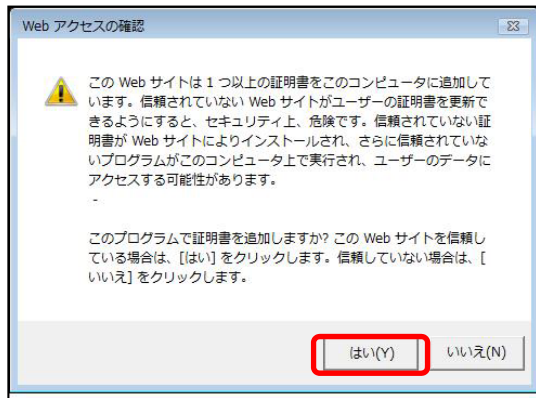 Web アクセスの確認
この Web サイトは 1 つ以上の証明書をこのコンピュータに追加して
います。信頼されていない Web サイトがユーザーの証明書を更新で
きるようにすると、セキュリティ上、危険です。信頼されていない証
明書が Web サイトによりインストールされ、さらに信頼されていな
いプログラムがこのコンピュータ上で実行され、ユーザーのデータに
アクセスする可能性があります。
-
このプログラムで証明書を追加しますか? この Web サイトを信頼し
ている場合は、[はい] をクリックします。信頼していない場合は、[
いいえ] をクリックします。
はい(Y) いいえ(N)